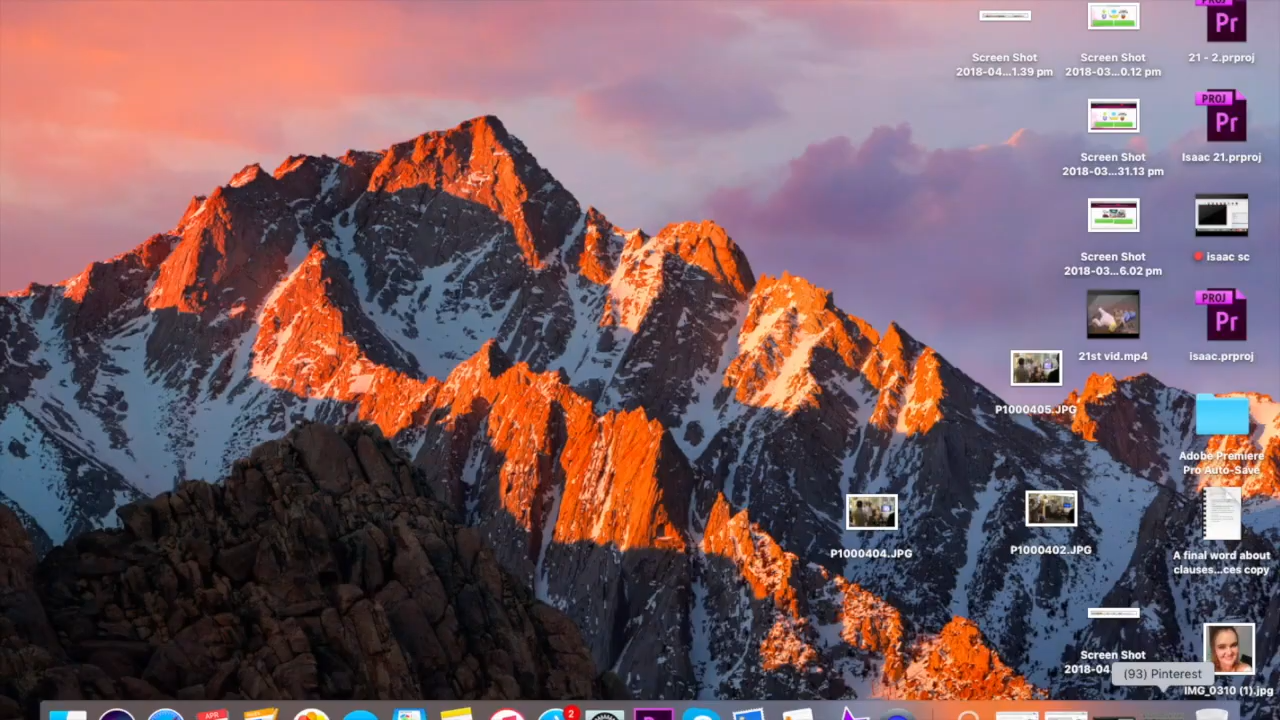 PROJ
Pr
Screen Shot
2018-04...1.39 pm
Screen Shot
2018-03...0.12 pm
21 - 2.prproj
PROJ
Pr
Screen Shot
2018-03...31.13 pm
Isaac 21.prproj
Screen Shot
2018-03...6.02 pm
isaac sc
PROJ
Pr
21st vid.mp4
isaac.prproj
P1000405.JPG
Adobe Premiere
Pro Auto-Save
P1000404.JPG
P1000402.JPG
A final word about
clauses...ces copy
Screen Shot
2018-04
(93) Pinterest
IMG_0310 (1).jpg
APR
2